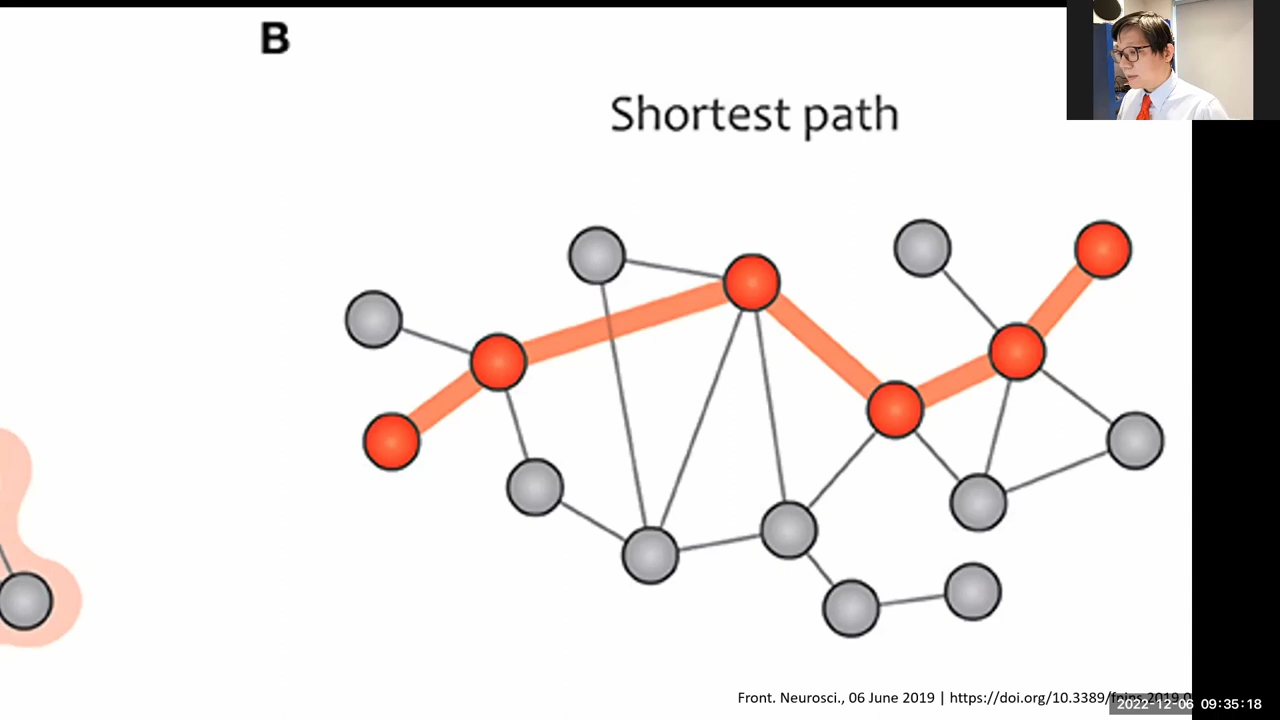 B
Shortest path
Front. Neurosci., 06 June 2019 | https://doi.org/10.3389/fnins.2019.0
2022-12-06 09:35:18